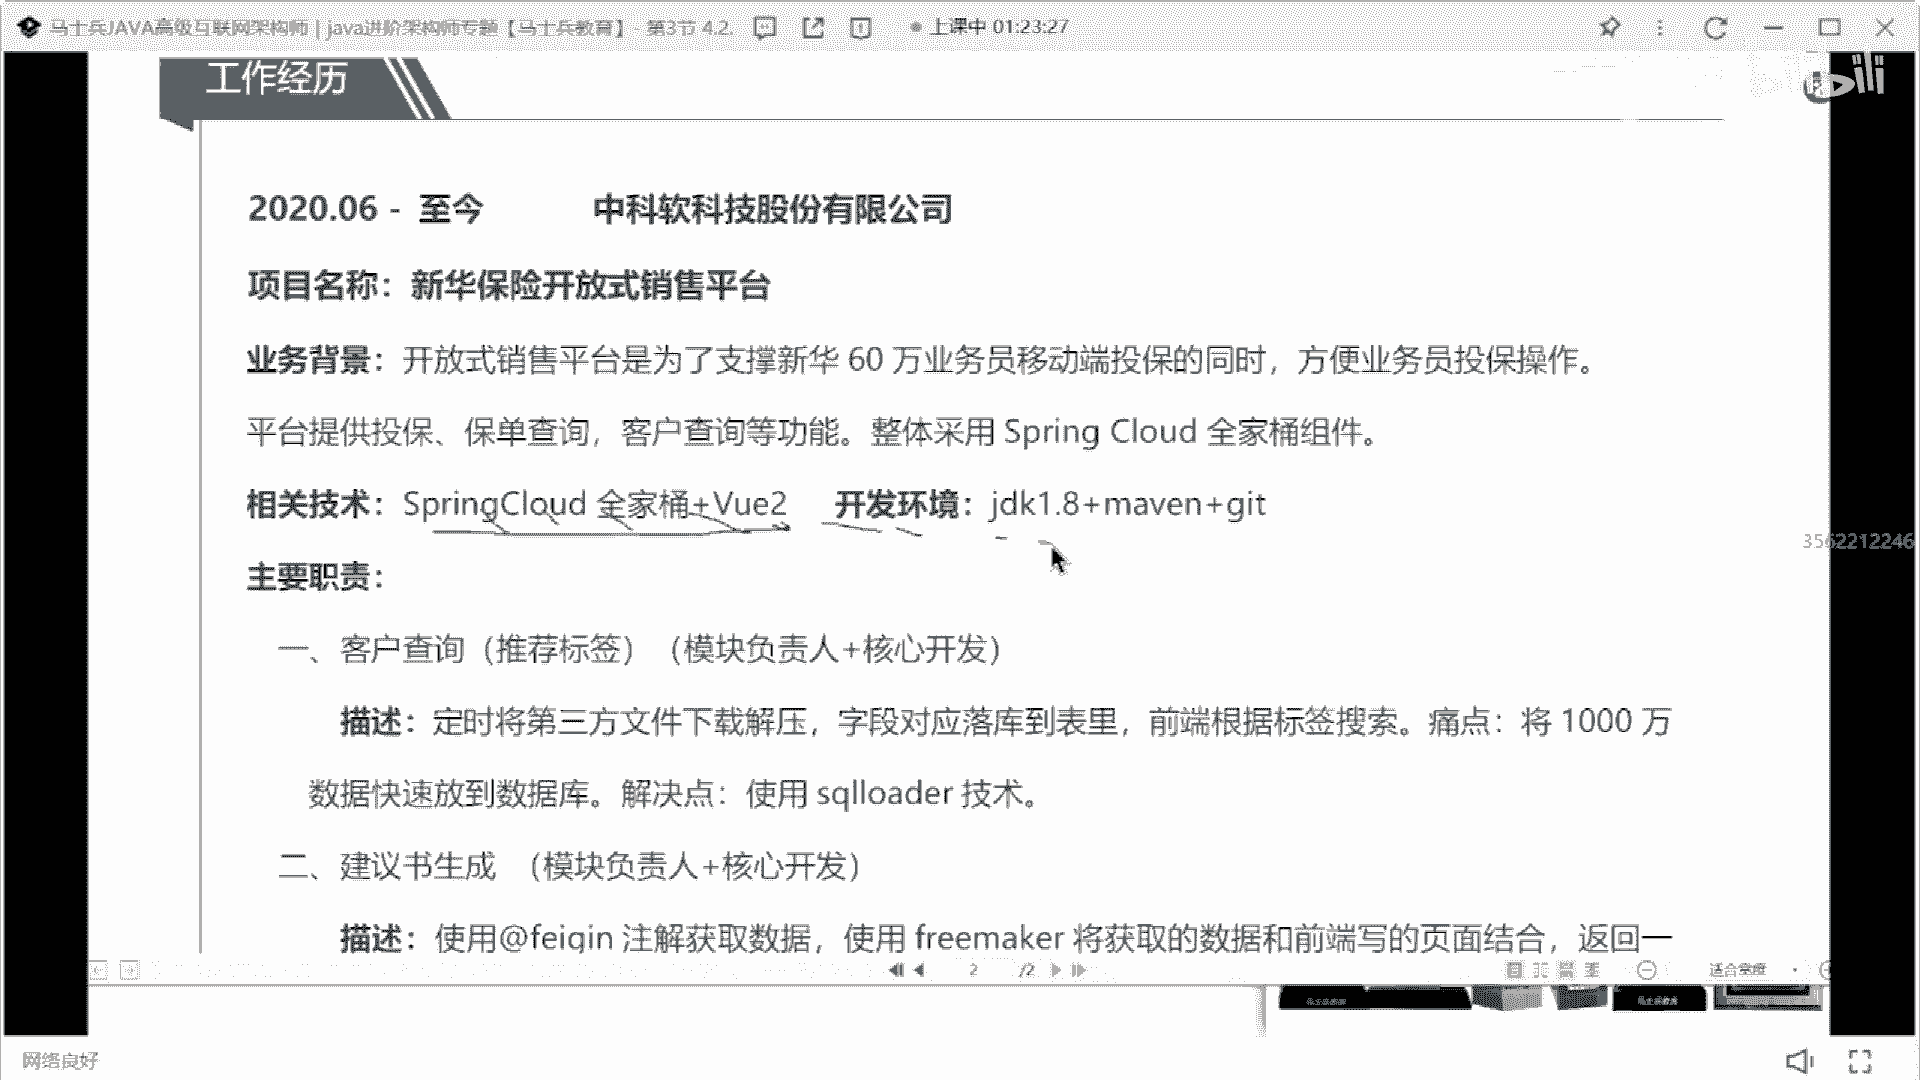 马士兵JAVA高级互联网架构师 | java进阶架构师专题【马士兵教育】 - 第3节 4.2.
上课中 01:23:27
工作经历
2020.06 - 至今 中科软科技股份有限公司
项目名称：新华保险开放式销售平台
业务背景：开放式销售平台是为了支撑新华 60 万业务员移动端投保的同时，方便业务员投保操作。
平台提供投保、保单查询，客户查询等功能。整体采用 Spring Cloud 全家桶组件。
相关技术：SpringCloud 全家桶+Vue2 开发环境：jdk1.8+maven+git
3562212246
主要职责：
一、客户查询（推荐标签）（模块负责人+核心开发）
描述：定时将第三方文件下载解压，字段对应落库到表里，前端根据标签搜索。痛点：将 1000 万
数据快速放到数据库。解决点：使用 sqlloader 技术。
二、建议书生成 （模块负责人+核心开发）
描述：使用@feigin 注解获取数据，使用 freemaker 将获取的数据和前端写的页面结合，返回一
2 /2 适合宽度
网络良好